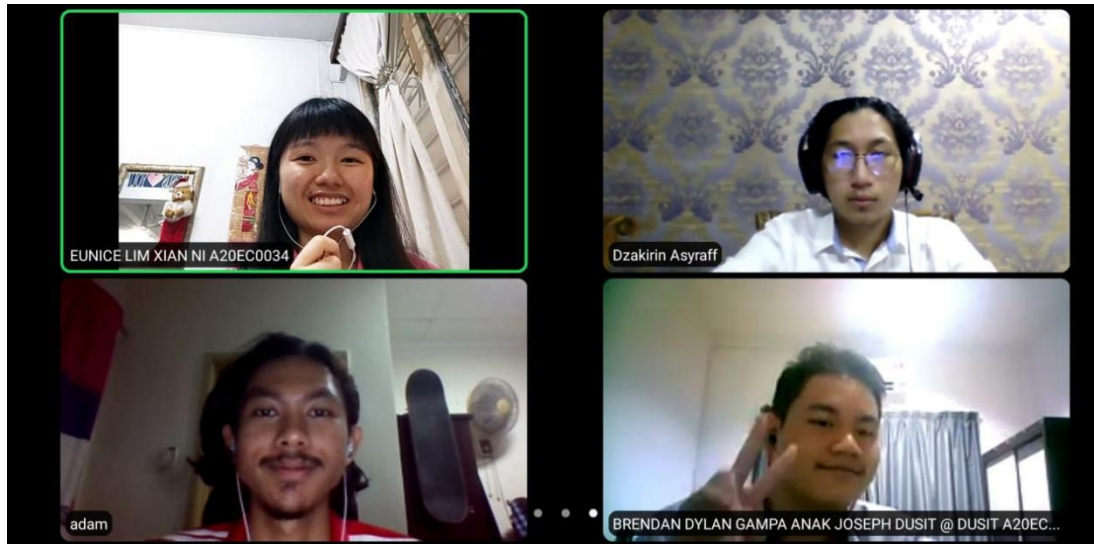 EUNICE LIM XIAN NI A20EC0034
Dzakirin Asyraff
adam
BRENDAN DYLAN GAMPA ANAK JOSEPH DUSIT @ DUSIT A20EC...